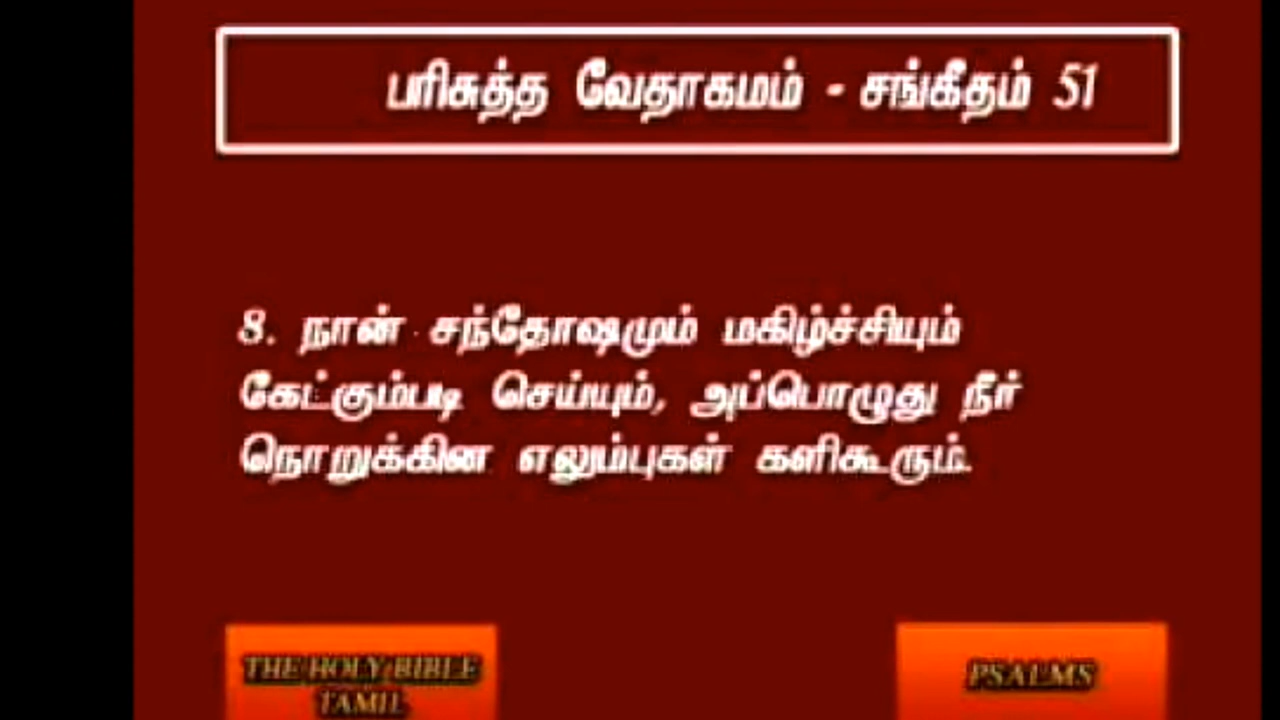 பரிசுத்த வேதாகமம் - சங்கீதம் 51
8. நான் சந்தோஷமும் மகிழ்ச்சியும்
கேட்கும்படி செய்யும், அப்பொழுது நீர்
நொறுக்கின எலும்புகள் களிகூரும்.
THE HOLY BIBLE
TAMIL
PSALMS